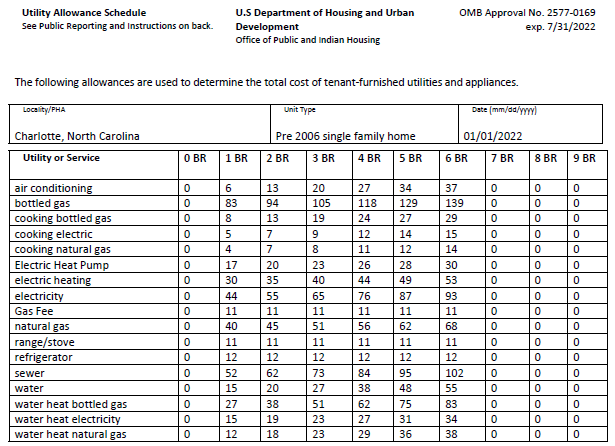 Utility Allowance Schedule U.S Department of Housing and Urban OMB Approval No. 2577-0169
See Public Reporting and Instructions on back. Development exp. 7/31/2022
Office of Public and Indian Housing
The following allowances are used to determine the total cost of tenant-furnished utilities and appliances.
Locality/PHA Unit Type Date (mm/dd/yyyy)
Charlotte, North Carolina Pre 2006 single family home 01/01/2022
Utility or Service 0 BR 1 BR 2 BR 3 BR 4 BR 5 BR 6 BR 7 BR 8 BR 9 BR
air conditioning 0 6 13 20 27 34 37 0 0 0
bottled gas 0 83 94 105 118 129 139 0 0 0
cooking bottled gas 0 8 13 19 24 27 29 0 0 0
cooking electric 0 5 7 9 12 14 15 0 0 0
cooking natural gas 0 4 7 8 11 12 14 0 0 0
Electric Heat Pump 0 17 20 23 26 28 30 0 0 0
electric heating 0 30 35 40 44 49 53 0 0 0
electricity 0 44 55 65 76 87 93 0 0 0
Gas Fee 0 11 11 11 11 11 11 0 0 0
natural gas 0 40 45 51 56 62 68 0 0 0
range/stove 0 11 11 11 11 11 11 0 0 0
refrigerator 0 12 12 12 12 12 12 0 0 0
sewer 0 52 62 73 84 95 102 0 0 0
water 0 15 20 27 38 48 55 0 0 0
water heat bottled gas 0 27 38 51 62 75 83 0 0 0
water heat electricity 0 15 19 23 27 31 34 0 0 0
water heat natural gas 0 12 18 23 29 36 38 0 0 0